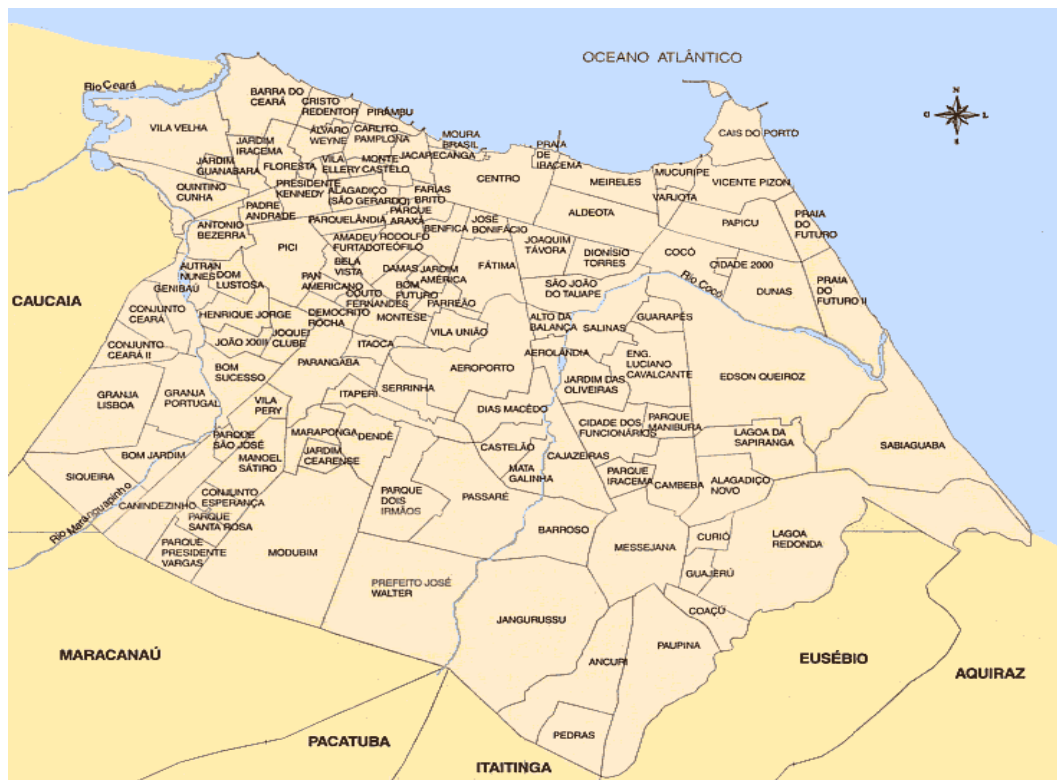 OCEANO ATLÂNTICO
N
O L
S
Rio Ceará
BARRA DO
CEARÁ
CRISTO
REDENTOR
PIRÂMBU
VILA VELHA
ÁLVARO
WEYNE
CARLITO
PAMPLONA
MOURA
BRASIL
JACARECANGA
PRAIA
DE
IRACEMA
CAIS DO PORTO
JARDIM
IRACEMA
JARDIM
GUANABARA
FLORESTA
VILA
ELLERY
MONTE
CASTELO
CENTRO
MEIRELES
MUCURIPE
VICENTE PIZON
VARJOTA
QUINTINO
CUNHA
PRESIDENTE
KENNEDY
ALAGADIÇO
(SÃO GERARDO)
FARIAS
BRITO
PADRE
ANDRADE
PARQUELÂNDIA
PARQUE
ARAXÁ
BENFICA
JOSÉ
BONIFÁCIO
ALDEOTA
PAPICU
PRAIA
DO
FUTURO
ANTONIO
BEZERRA
PICI
AMADEU
FURTADO
RODOLFO
TEÓFILO
JOAQUIM
TÁVORA
DIONÍSIO
TORRES
COCÓ
CIDADE 2000
Rio Cocó
AUTRAN
NUNES
DOM
LUSTOSA
GENIBAÚ
PAN
AMERICANO
BELA
VISTA
DAMAS
JARDIM
AMÉRICA
FÁTIMA
SÃO JOÃO
DO TAUAPE
DUNAS
PRAIA
DO
FUTURO II
CAUCAIA
CONJUNTO
CEARÁ
HENRIQUE JORGE
COUTO
FERNANDES
BOM
FUTURO
PARREÃO
DEMOCRITO
ROCHA
MONTESE
VILA UNIÃO
ALTO DA
BALANÇA
SALINAS
GUARAPES
CONJUNTO
CEARÁ II
JOÃO XXIII
JOQUEI
CLUBE
ITAOCA
AEROLÂNDIA
ENG.
LUCIANO
CAVALCANTE
BOM
SUCESSO
PARANGABA
AEROPORTO
EDSON QUEIROZ
GRANJA
LISBOA
GRANJA
PORTUGAL
VILA
PERY
ITAPERI
SERRINHA
JARDIM DAS
OLIVEIRAS
DIAS MACÊDO
CIDADE DOS
FUNCIONÁRIOS
PARQUE
MANIBURA
LAGOA DA
SAPIRANGA
SABIAGUABA
PARQUE
SÃO JOSÉ
MARAPONGA
DENDÊ
CASTELÃO
CAJAZEIRAS
BOM JARDIM
MANOEL
SÁTIRO
JARDIM
CEARENSE
MATA
GALINHA
PARQUE
IRACEMA
CAMBEBA
ALAGADIÇO
NOVO
SIQUEIRA
Rio Maranguapinho
CANINDEZINHO
CONJUNTO
ESPERANÇA
PARQUE
SANTA ROSA
PARQUE
DOIS
IRMÃOS
PASSARÉ
BARROSO
MESSEJANA
CURIÓ
LAGOA
REDONDA
PARQUE
PRESIDENTE
VARGAS
MODUBIM
PREFEITO JOSÉ
WALTER
GUAJERÚ
COAÇÚ
JANGURUSSU
ANCURI
PAUPINA
PEDRAS
MARACANAÚ
EUSÉBIO
AQUIRAZ
PACATUBA
ITAITINGA